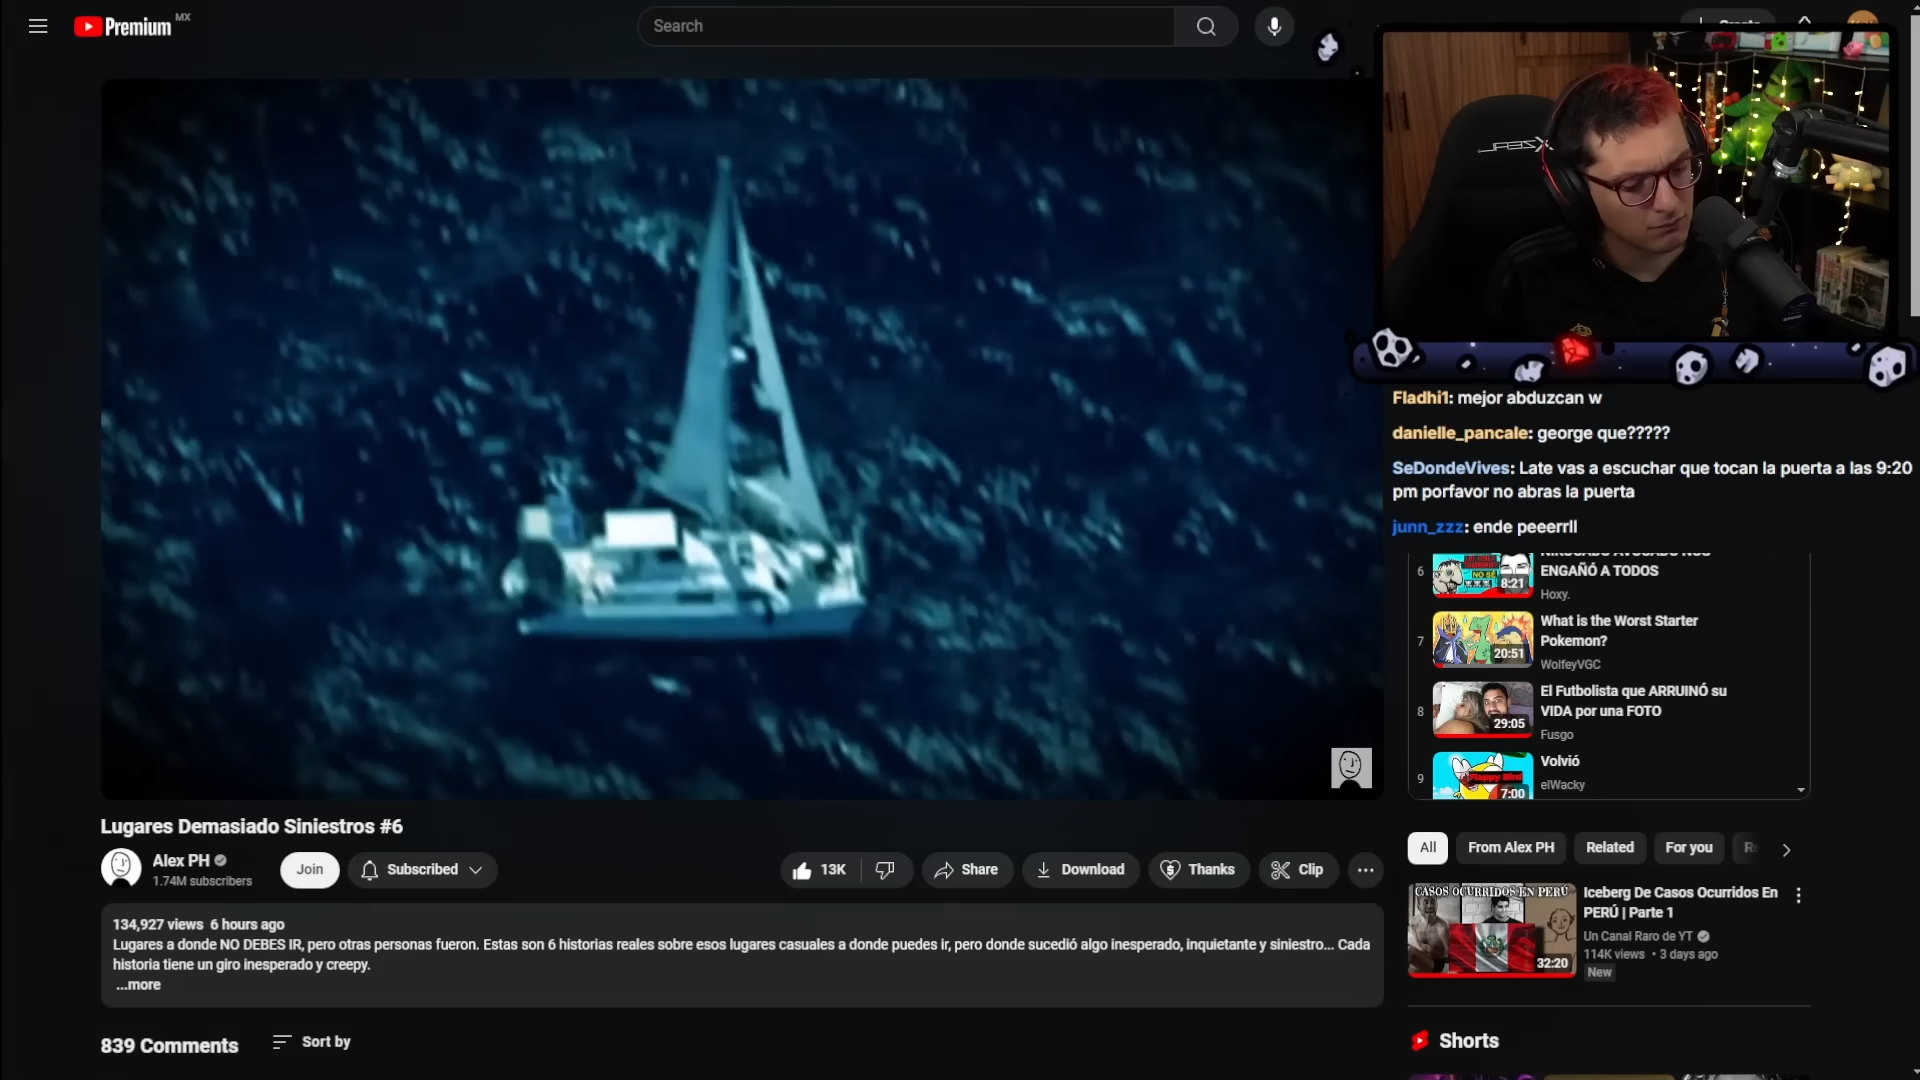 Premium MX
Search
Create
XZEAL
Fladhi1: mejor abduzcan w
danielle_pancale: george que?????
SeDondeVives: Late vas a escuchar que tocan la puerta a las 9:20
pm porfavor no abras la puerta
junn_zzz: ende peeerrll
6
8:21
NIKOCADO AVOCADO NOS
ENGAÑÓ A TODOS
Hoxy.
7
20:51
What is the Worst Starter
Pokemon?
WolfeyVGC
8
29:05
El Futbolista que ARRUINÓ su
VIDA por una FOTO
Fusgo
9
Floppy Bird
7:00
Volvió
elWacky
Lugares Demasiado Siniestros #6
Alex PH
1.74M subscribers
Join
Subscribed
13K
Share
Download
Thanks
Clip
All
From Alex PH
Related
For you
134,927 views 6 hours ago
Lugares a donde NO DEBES IR, pero otras personas fueron. Estas son 6 historias reales sobre esos lugares casuales a donde puedes ir, pero donde sucedió algo inesperado, inquietante y siniestro... Cada
historia tiene un giro inesperado y creepy.
...more
CASOS OCURRIDOS EN PERÚ
32:20
Iceberg De Casos Ocurridos En
PERÚ | Parte 1
Un Canal Raro de YT
114K views • 3 days ago
New
839 Comments
Sort by
Shorts